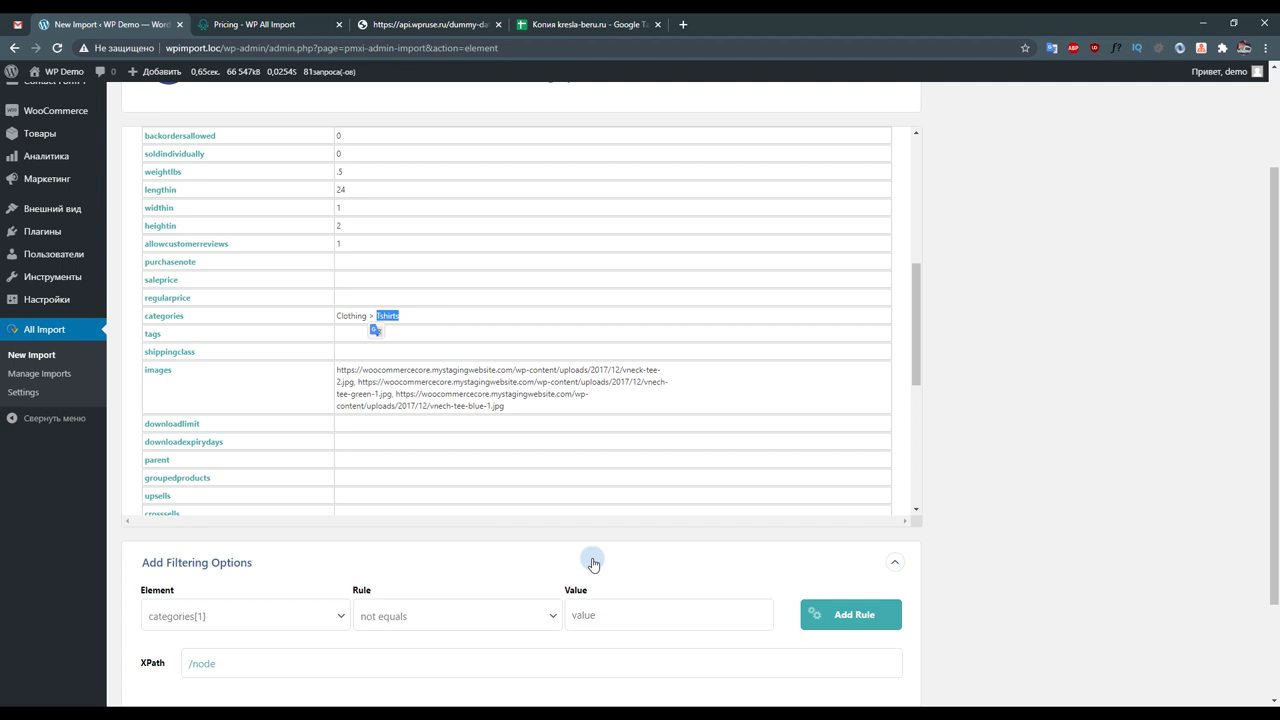 New Import ‹ WP Demo — Word
Pricing - WP All Import
https://api.wpruse.ru/dummy-da
Копия kresla-beru.ru - Google Та
Не защищено
wpimport.loc/wp-admin/admin.php?page=pmxi-admin-import&action=element
WP Demo
0
Добавить
0,65сек.
66 547kB
0,0254S
81запроса(-ов)
Привет, demo
WooCommerce
Товары
Аналитика
Маркетинг
Внешний вид
Плагины
Пользователи
Инструменты
Настройки
All Import
New Import
Manage Imports
Settings
Свернуть меню
backordersallowed 0
soldindividually 0
weightlbs .5
lengthin 24
widthin 1
heightin 2
allowcustomerreviews 1
purchasenote
saleprice
regularprice
categories Clothing > Tshirts
tags
shippingclass
images https://woocommercecore.mystagingwebsite.com/wp-content/uploads/2017/12/vneck-tee-
2.jpg, https://woocommercecore.mystagingwebsite.com/wp-content/uploads/2017/12/vnech-
tee-green-1.jpg, https://woocommercecore.mystagingwebsite.com/wp-
content/uploads/2017/12/vnech-tee-blue-1.jpg
downloadlimit
downloadexpirydays
parent
groupedproducts
upsells
crosssells
Add Filtering Options
Element Rule Value
categories[1] not equals value Add Rule
XPath /node